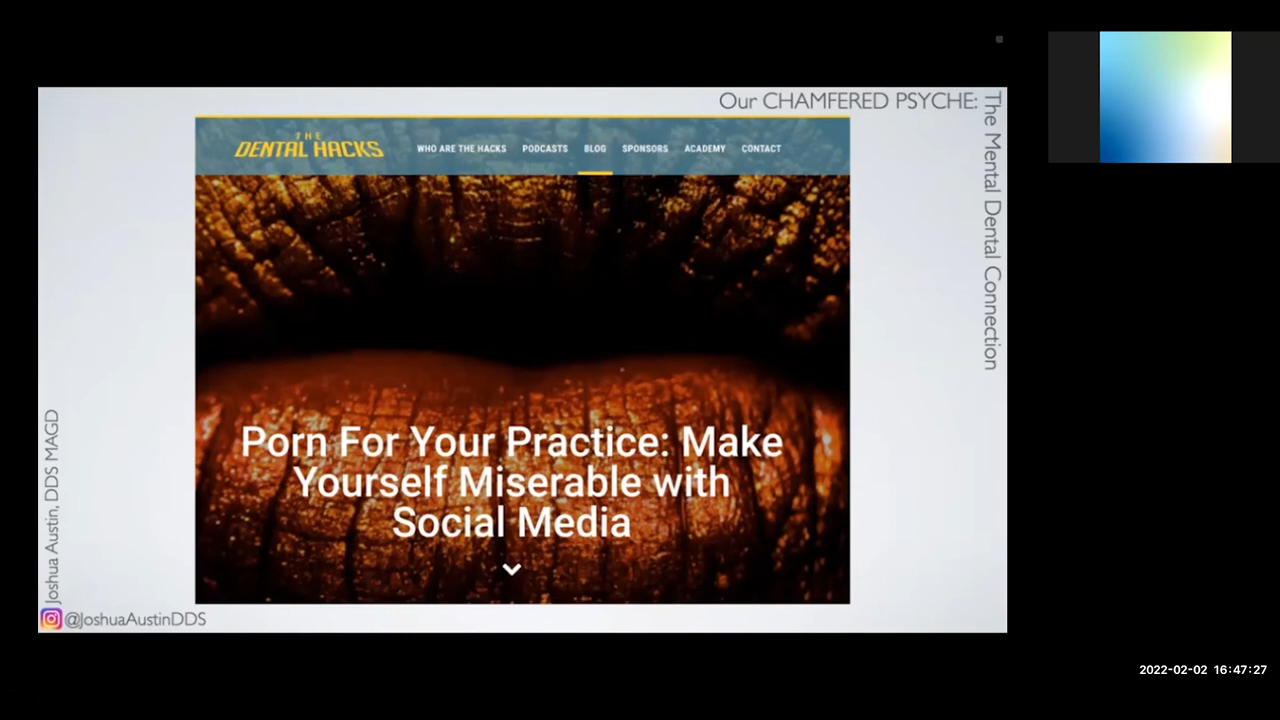 Our CHAMFERED PSYCHE:
The Mental Dental Connection
THE
DENTAL HACKS
WHO ARE THE HACKS PODCASTS BLOG SPONSORS ACADEMY CONTACT
Porn For Your Practice: Make
Yourself Miserable with
Social Media
Joshua Austin, DDS MAGD
@JoshuaAustinDDS
2022-02-02 16:47:27